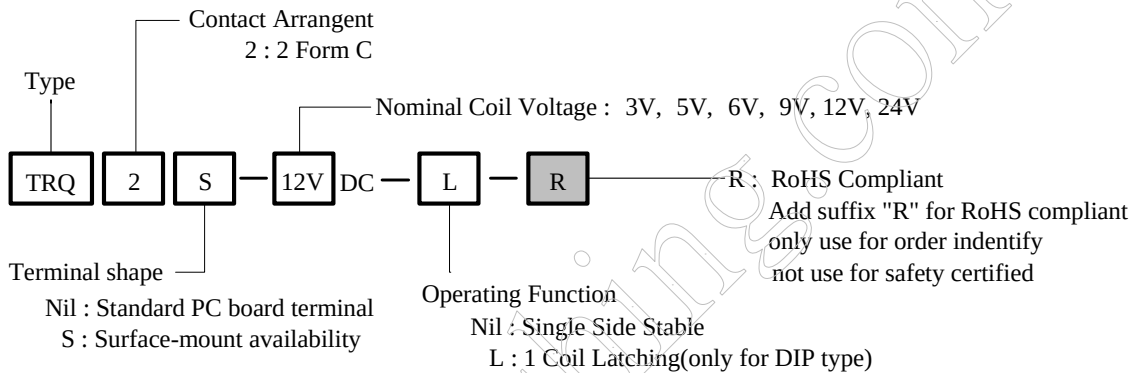 Contact Arrangent
2 : 2 Form C
Type
Nominal Coil Voltage : 3V, 5V, 6V, 9V, 12V, 24V
TRQ 2 S - 12V DC - L - R
R : RoHS Compliant
Add suffix "R" for RoHS compliant
only use for order indentify
not use for safety certified
Terminal shape
Nil : Standard PC board terminal
S : Surface-mount availability
Operating Function
Nil : Single Side Stable
L : 1 Coil Latching(only for DIP type)